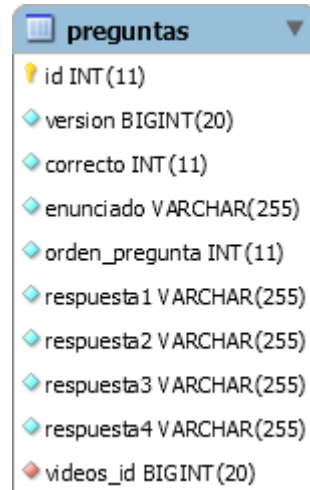 preguntas
id INT(11)
version BIGINT(20)
correcto INT(11)
enunciado VARCHAR(255)
orden_pregunta INT(11)
respuesta1 VARCHAR(255)
respuesta2 VARCHAR(255)
respuesta3 VARCHAR(255)
respuesta4 VARCHAR(255)
videos_id BIGINT(20)